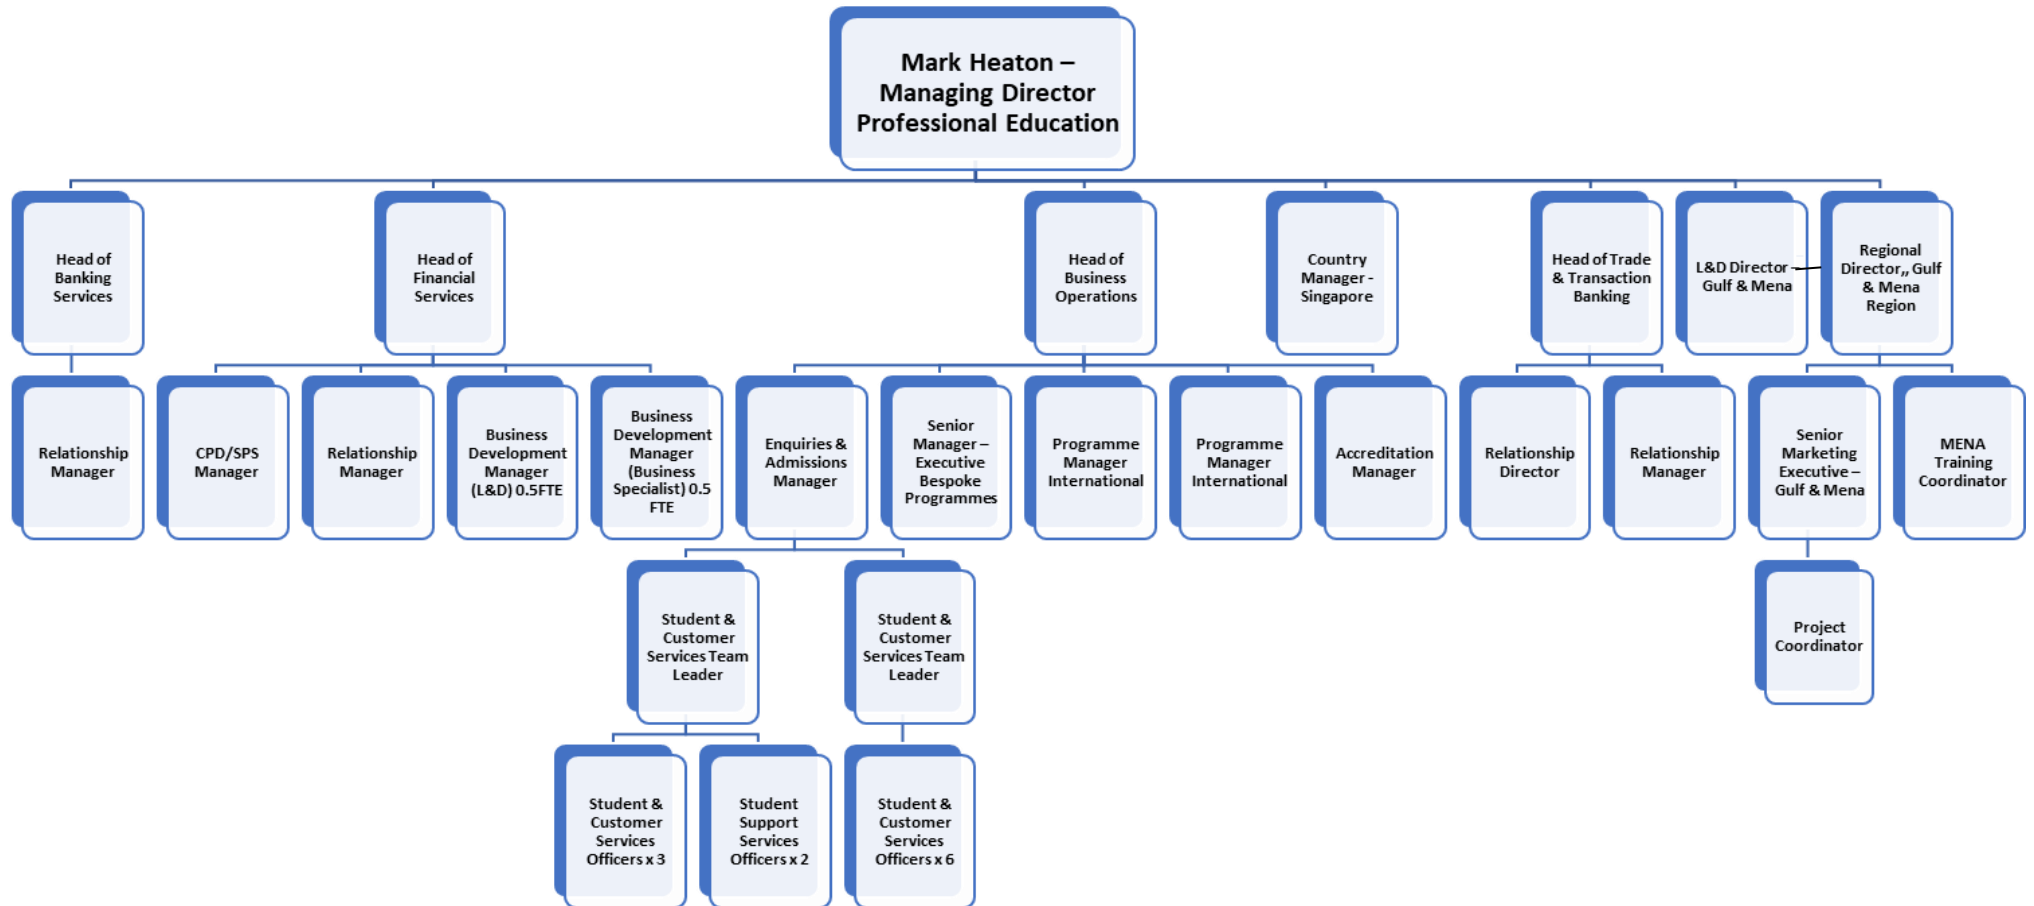 Mark Heaton –
Managing Director
Professional Education
Head of
Banking
Services
Head of
Financial
Services
Head of
Business
Operations
Country
Manager -
Singapore
Head of Trade
& Transaction
Banking
L&D Director –
Gulf & Mena
Regional
Director,, Gulf
& Mena
Region
Relationship
Manager
CPD/SPS
Manager
Relationship
Manager
Business
Development
Manager
(L&D) 0.5FTE
Business
Development
Manager
(Business
Specialist) 0.5
FTE
Enquiries &
Admissions
Manager
Senior
Manager –
Executive
Bespoke
Programmes
Programme
Manager
International
Programme
Manager
International
Accreditation
Manager
Relationship
Director
Relationship
Manager
Senior
Marketing
Executive –
Gulf & Mena
MENA
Training
Coordinator
Student &
Customer
Services Team
Leader
Student &
Customer
Services Team
Leader
Project
Coordinator
Student &
Customer
Services
Officers x 3
Student
Support
Services
Officers x 2
Student &
Customer
Services
Officers x 6